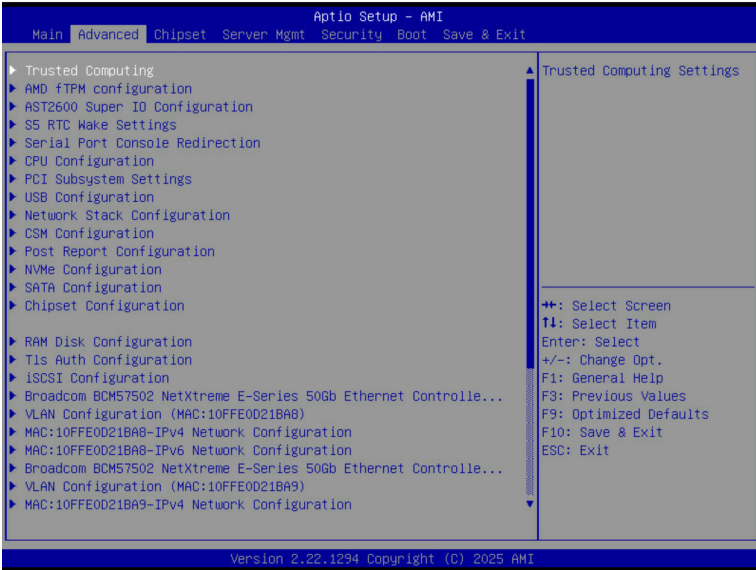 Aptio Setup - AMI
Main Advanced Chipset Server Mgmt Security Boot Save & Exit
Trusted Computing
AMD fTPM configuration
AST2600 Super IO Configuration
S5 RTC Wake Settings
Serial Port Console Redirection
CPU Configuration
PCI Subsystem Settings
USB Configuration
Network Stack Configuration
CSM Configuration
Post Report Configuration
NVMe Configuration
SATA Configuration
Chipset Configuration
RAM Disk Configuration
Tls Auth Configuration
iSCSI Configuration
Broadcom BCM57502 NetXtreme E-Series 50Gb Ethernet Controlle...
VLAN Configuration (MAC:10FFE0D21BA8)
MAC:10FFE0D21BA8-IPv4 Network Configuration
MAC:10FFE0D21BA8-IPv6 Network Configuration
Broadcom BCM57502 NetXtreme E-Series 50Gb Ethernet Controlle...
VLAN Configuration (MAC:10FFE0D21BA9)
MAC:10FFE0D21BA9-IPv4 Network Configuration
Trusted Computing Settings
→←: Select Screen
↑↓: Select Item
Enter: Select
+/-: Change Opt.
F1: General Help
F3: Previous Values
F9: Optimized Defaults
F10: Save & Exit
ESC: Exit
Version 2.22.1294 Copyright (C) 2025 AMI